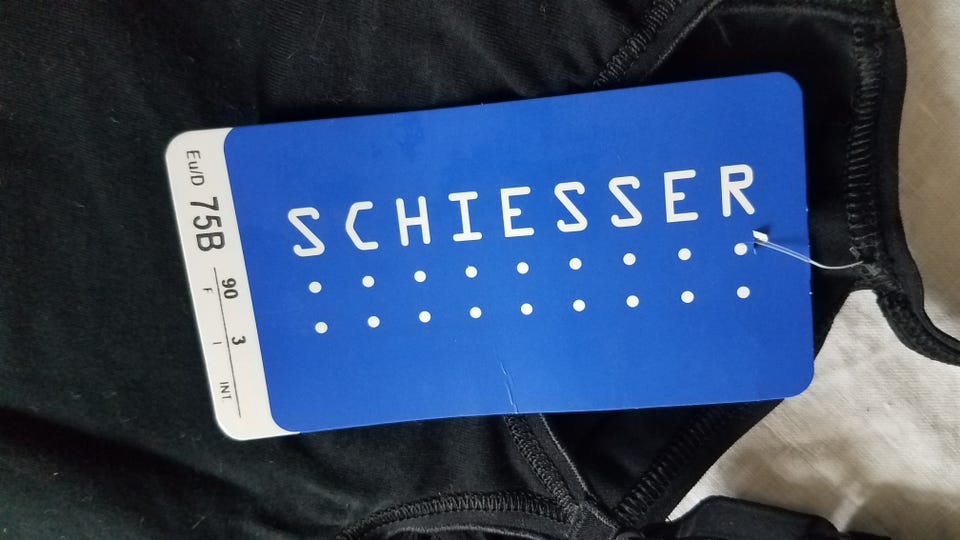 SCHIESSER
Eu/D 75B
90 3
F I INT